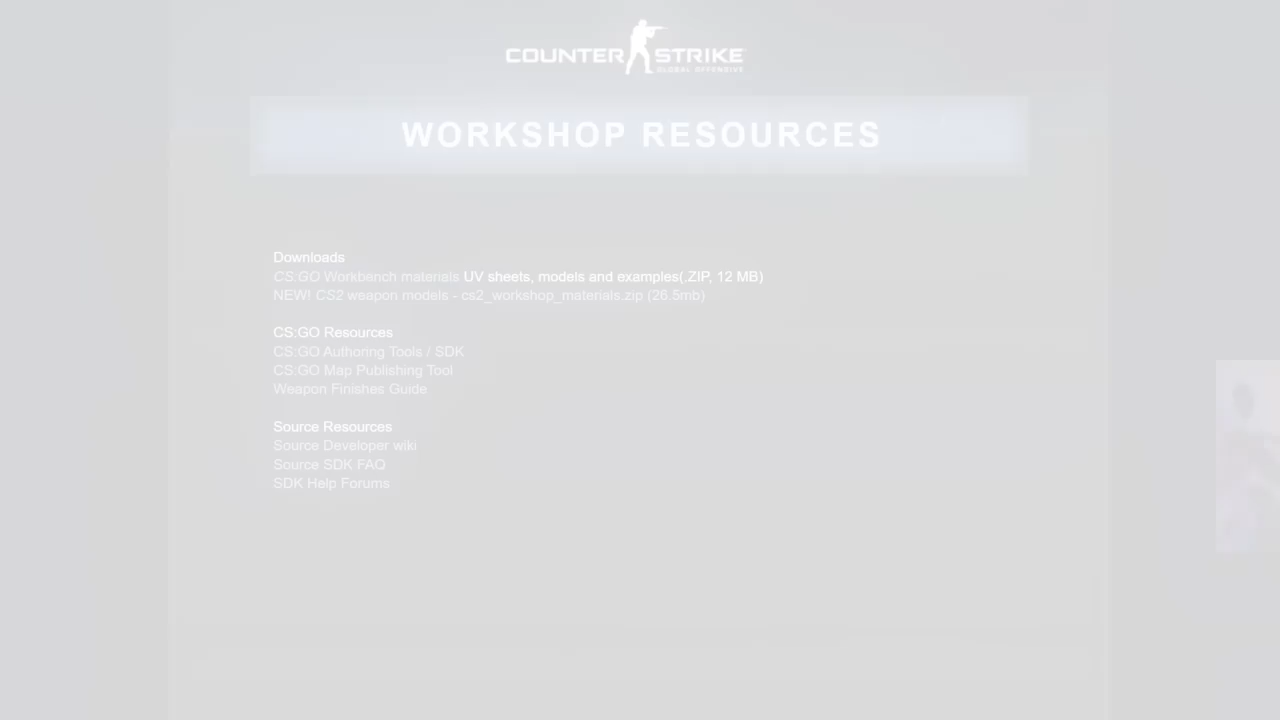 COUNTER STRIKE
GLOBAL OFFENSIVE
WORKSHOP RESOURCES
Downloads
CS:GO Workbench materials UV sheets, models and examples(.ZIP, 12 MB)
NEW! CS2 weapon models - cs2_workshop_materials.zip (26.5mb)
CS:GO Resources
CS:GO Authoring Tools / SDK
CS:GO Map Publishing Tool
Weapon Finishes Guide
Source Resources
Source Developer wiki
Source SDK FAQ
SDK Help Forums